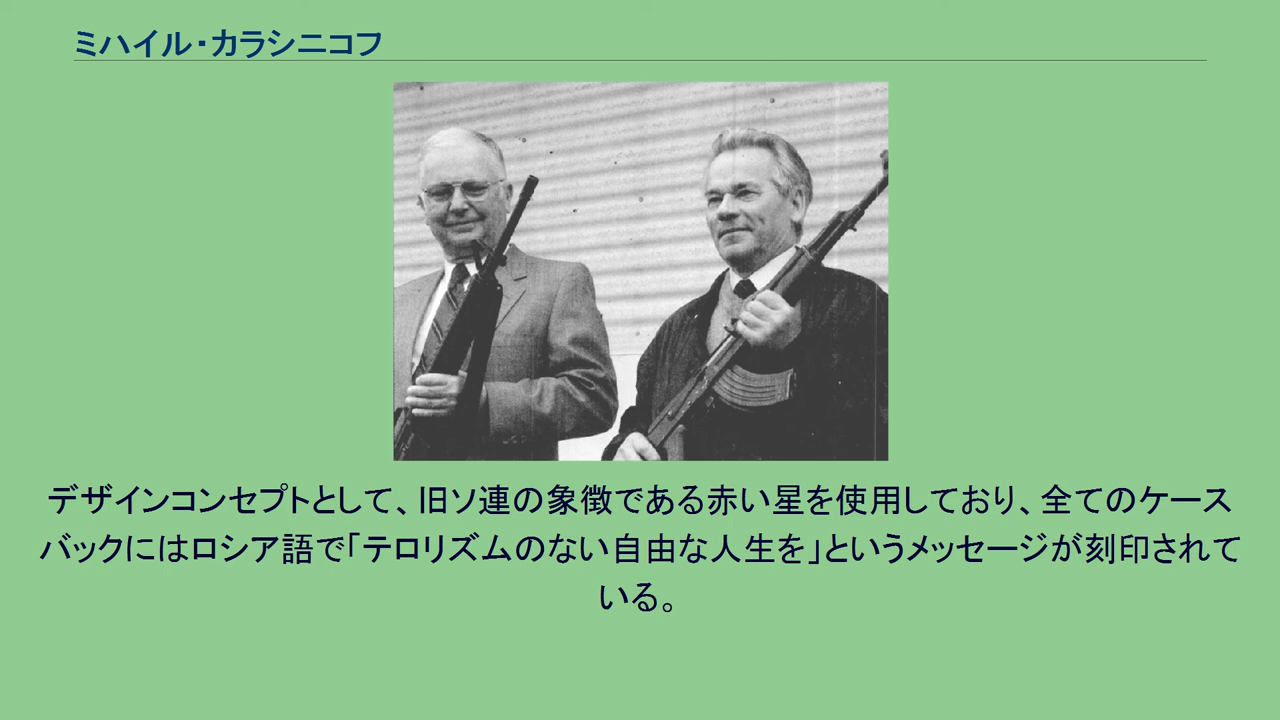 ミハイル・カラシニコフ
デザインコンセプトとして、旧ソ連の象徴である赤い星を使用しており、全てのケース
バックにはロシア語で「テロリズムのない自由な人生を」というメッセージが刻印されて
いる。